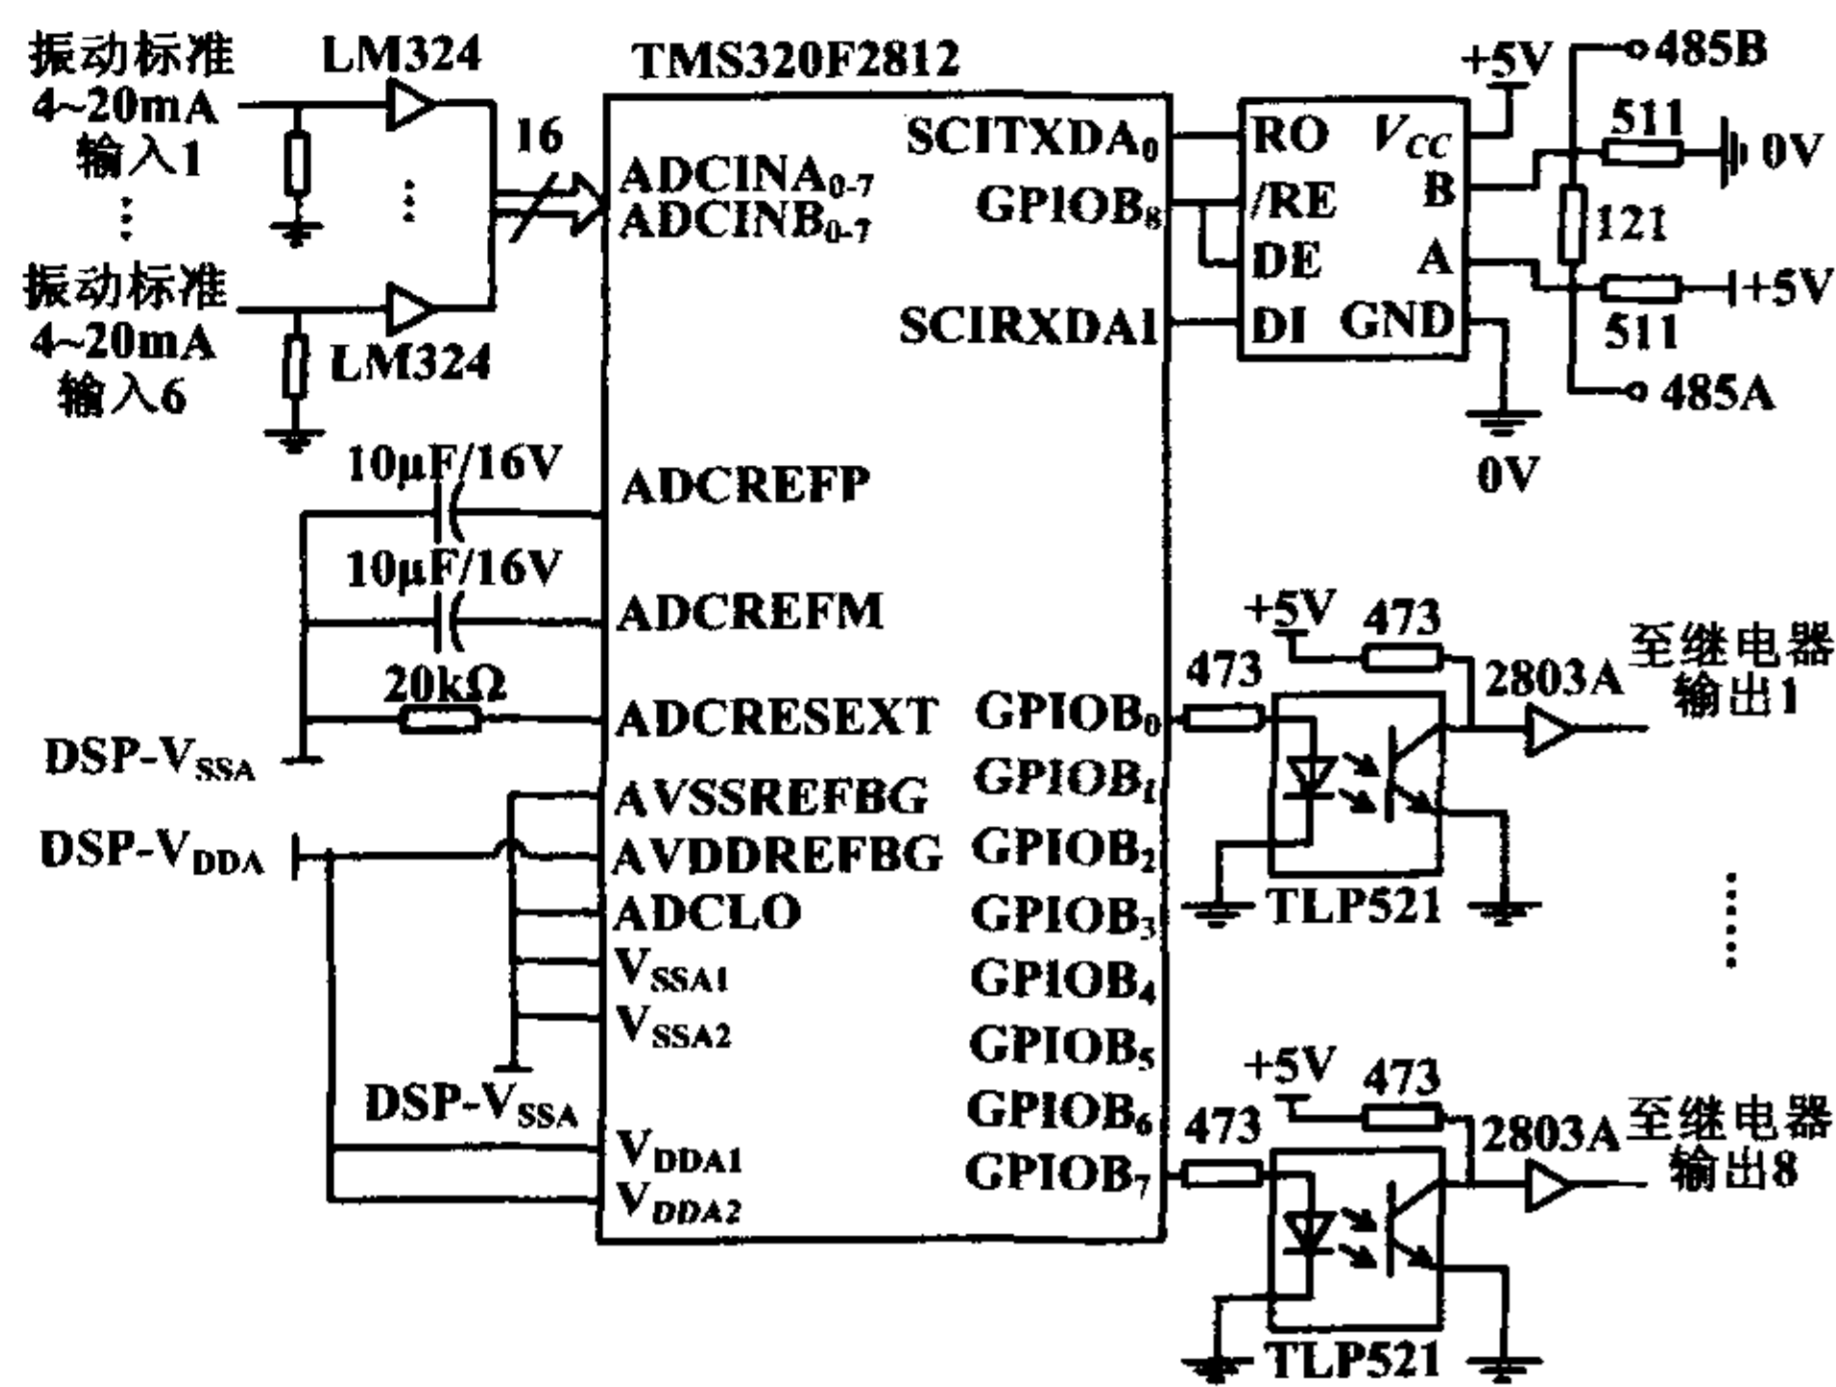 振动标准
4~20mA
输入1
LM324
振动标准
4~20mA
输入6
LM324
16
TMS320F2812
ADCINA0-7
ADCINB0-7
10μF/16V
ADCREFP
10μF/16V
ADCREFM
20kΩ
ADCRESEXT
DSP-VSSA
AVSSREFBG
DSP-VDDA
AVDDREFBG
ADCLO
VSSA1
VSSA2
DSP-VSSA
VDDA1
VDDA2
SCITXDA0
GPIOB8
SCIRXDA1
RO
/RE
DE
DI
VCC
B
A
GND
+5V
485B
511
0V
121
+5V
511
485A
0V
GPIOB0
GPIOB1
GPIOB2
GPIOB3
GPIOB4
GPIOB5
GPIOB6
GPIOB7
473
+5V
473
2803A
至继电器
输出1
TLP521
473
+5V
473
2803A
至继电器
输出8
TLP521